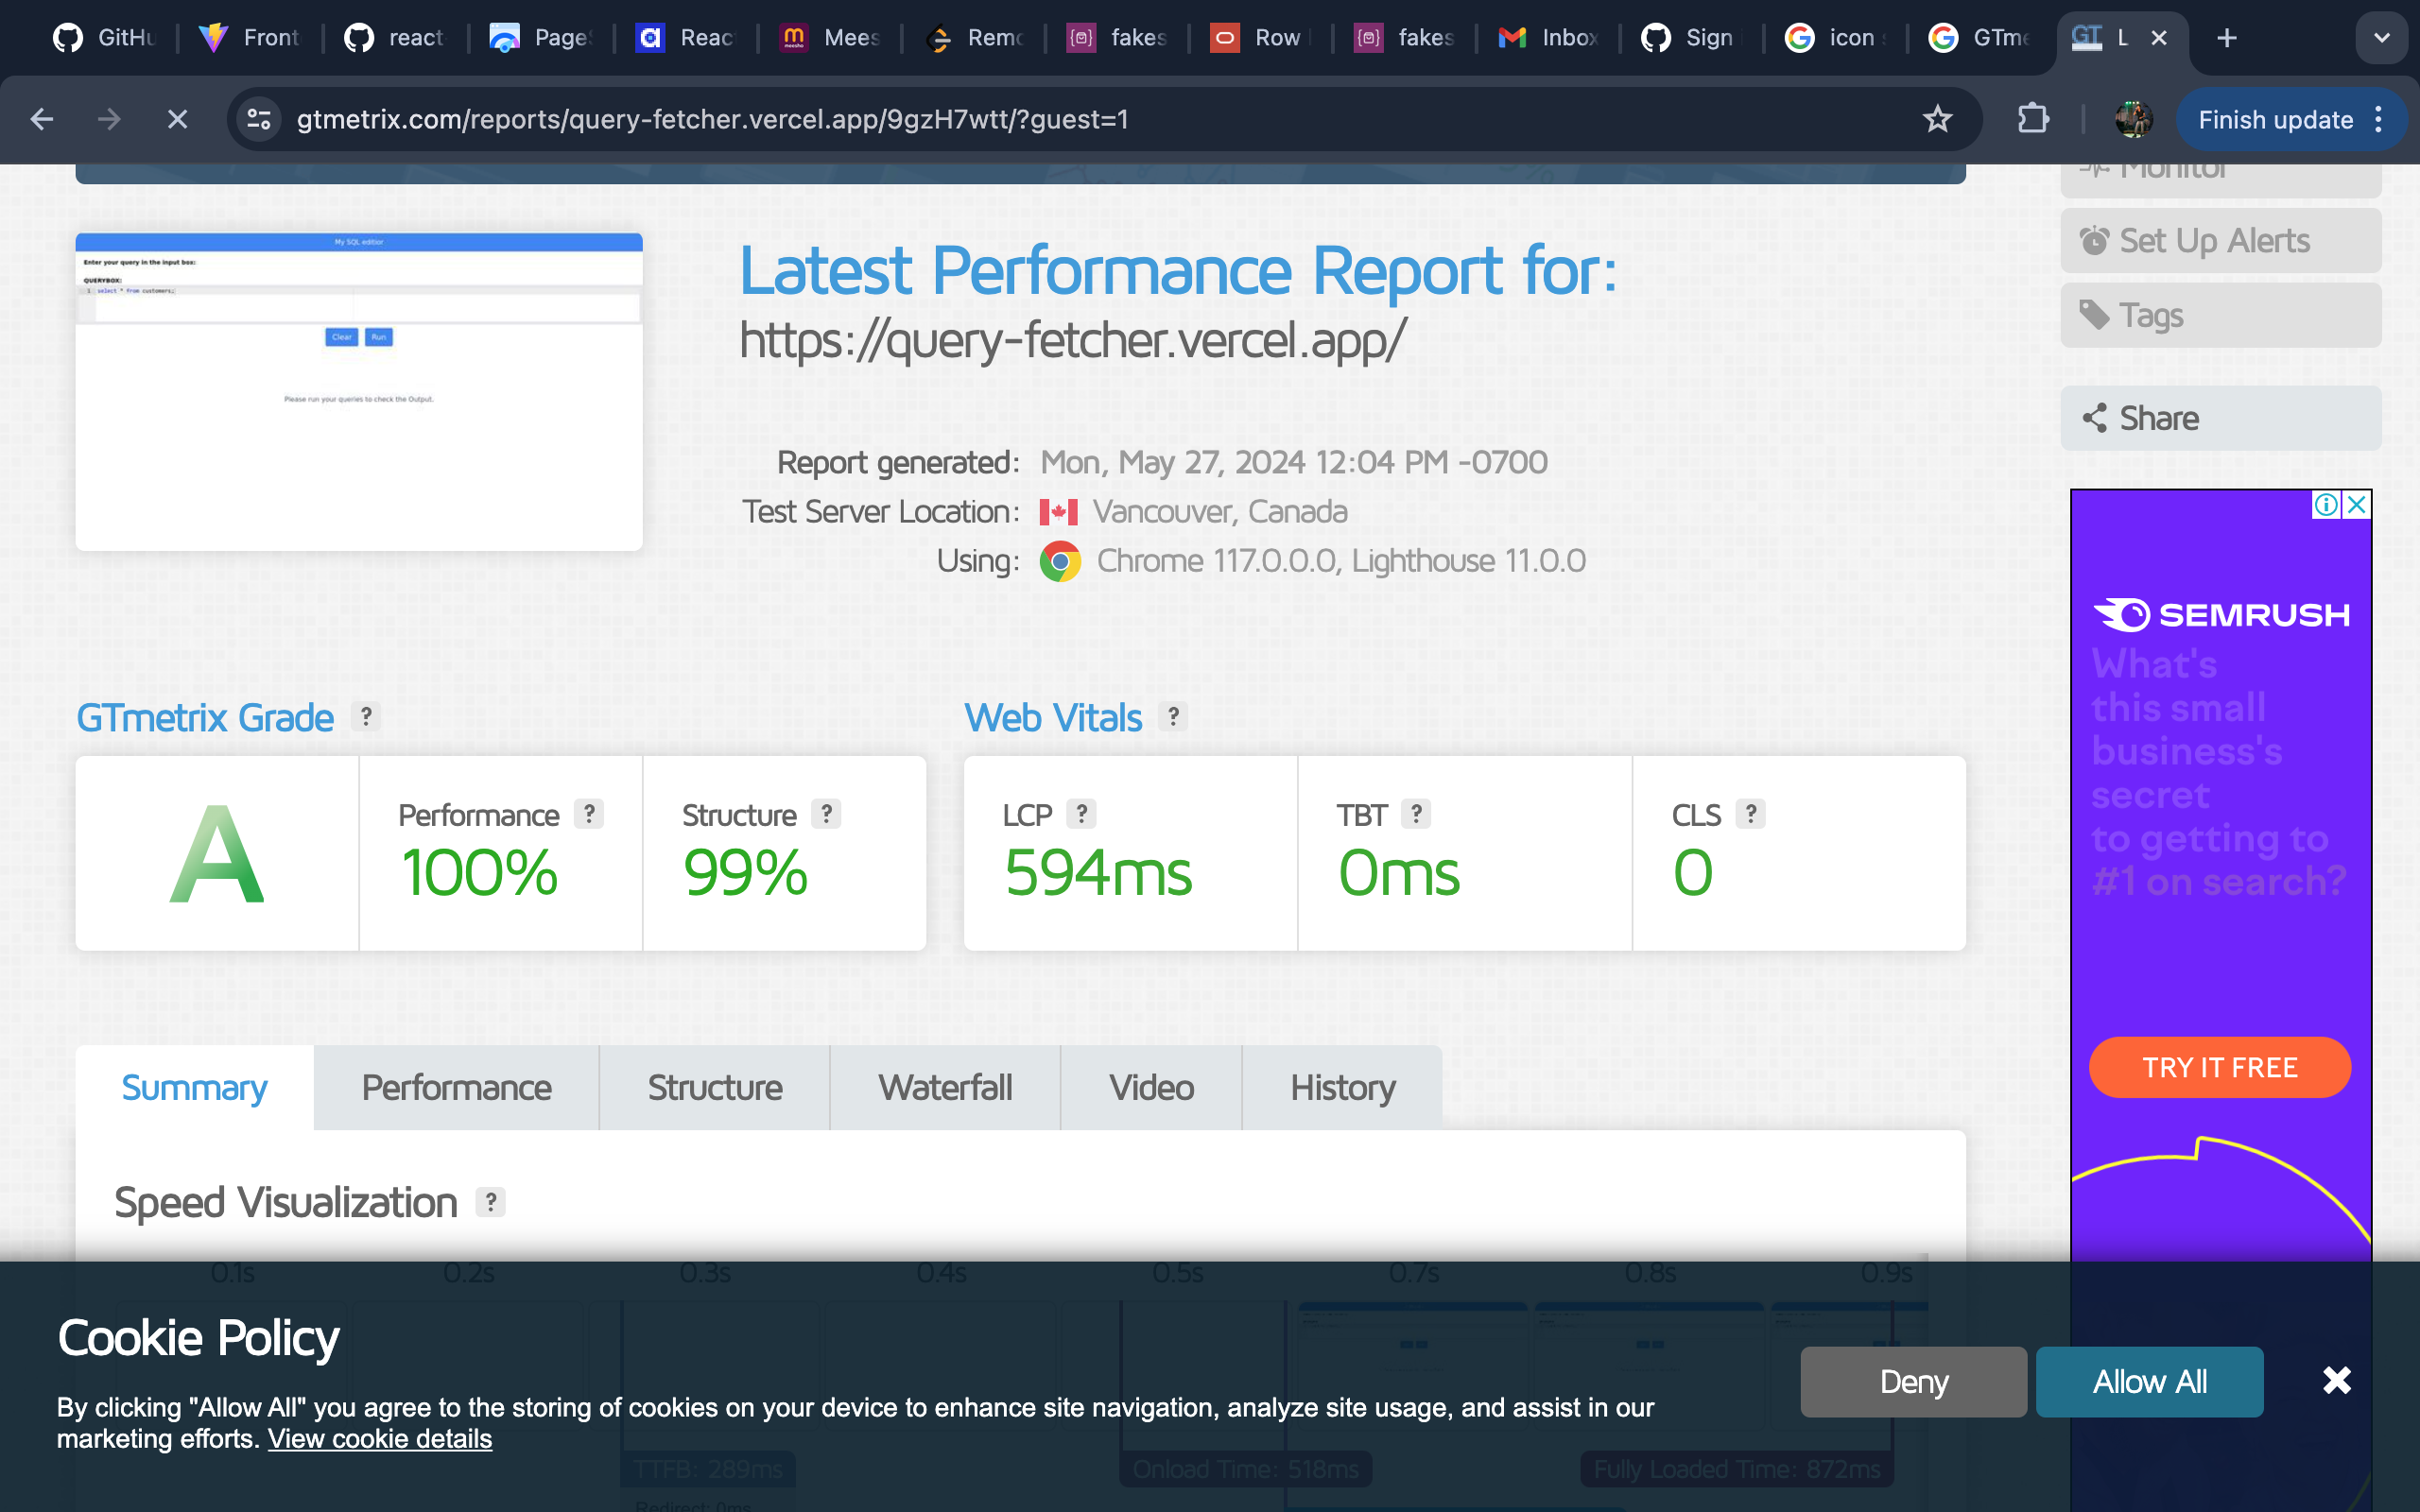 GitHu
Front
react
Page
Reac
Mees
Remo
fakes
Row
fakes
Inbox
Sign
icon
GTme
GT L
gtmetrix.com/reports/query-fetcher.vercel.app/9gzH7wtt/?guest=1
Finish update
Monitor
Set Up Alerts
Tags
Share
My SQL editior
Enter your query in the input box:
QUERYBOX:
1 select * from customers;
Clear Run
Please run your queries to check the Output.
Latest Performance Report for:
https://query-fetcher.vercel.app/
Report generated: Mon, May 27, 2024 12:04 PM -0700
Test Server Location: Vancouver, Canada
Using: Chrome 117.0.0.0, Lighthouse 11.0.0
SEMRUSH
What's
this small
business's
secret
to getting to
#1 on search?
TRY IT FREE
GTmetrix Grade ?
A
Performance ?
100%
Structure ?
99%
Web Vitals ?
LCP ?
594ms
TBT ?
0ms
CLS ?
0
Summary Performance Structure Waterfall Video History
Speed Visualization ?
0.1s 0.2s 0.3s 0.4s 0.5s 0.7s 0.8s 0.9s
Cookie Policy
By clicking "Allow All" you agree to the storing of cookies on your device to enhance site navigation, analyze site usage, and assist in our
marketing efforts. View cookie details
Deny
Allow All
TTFB: 289ms
Onload Time: 518ms
Fully Loaded Time: 872ms
Redirect: 0ms